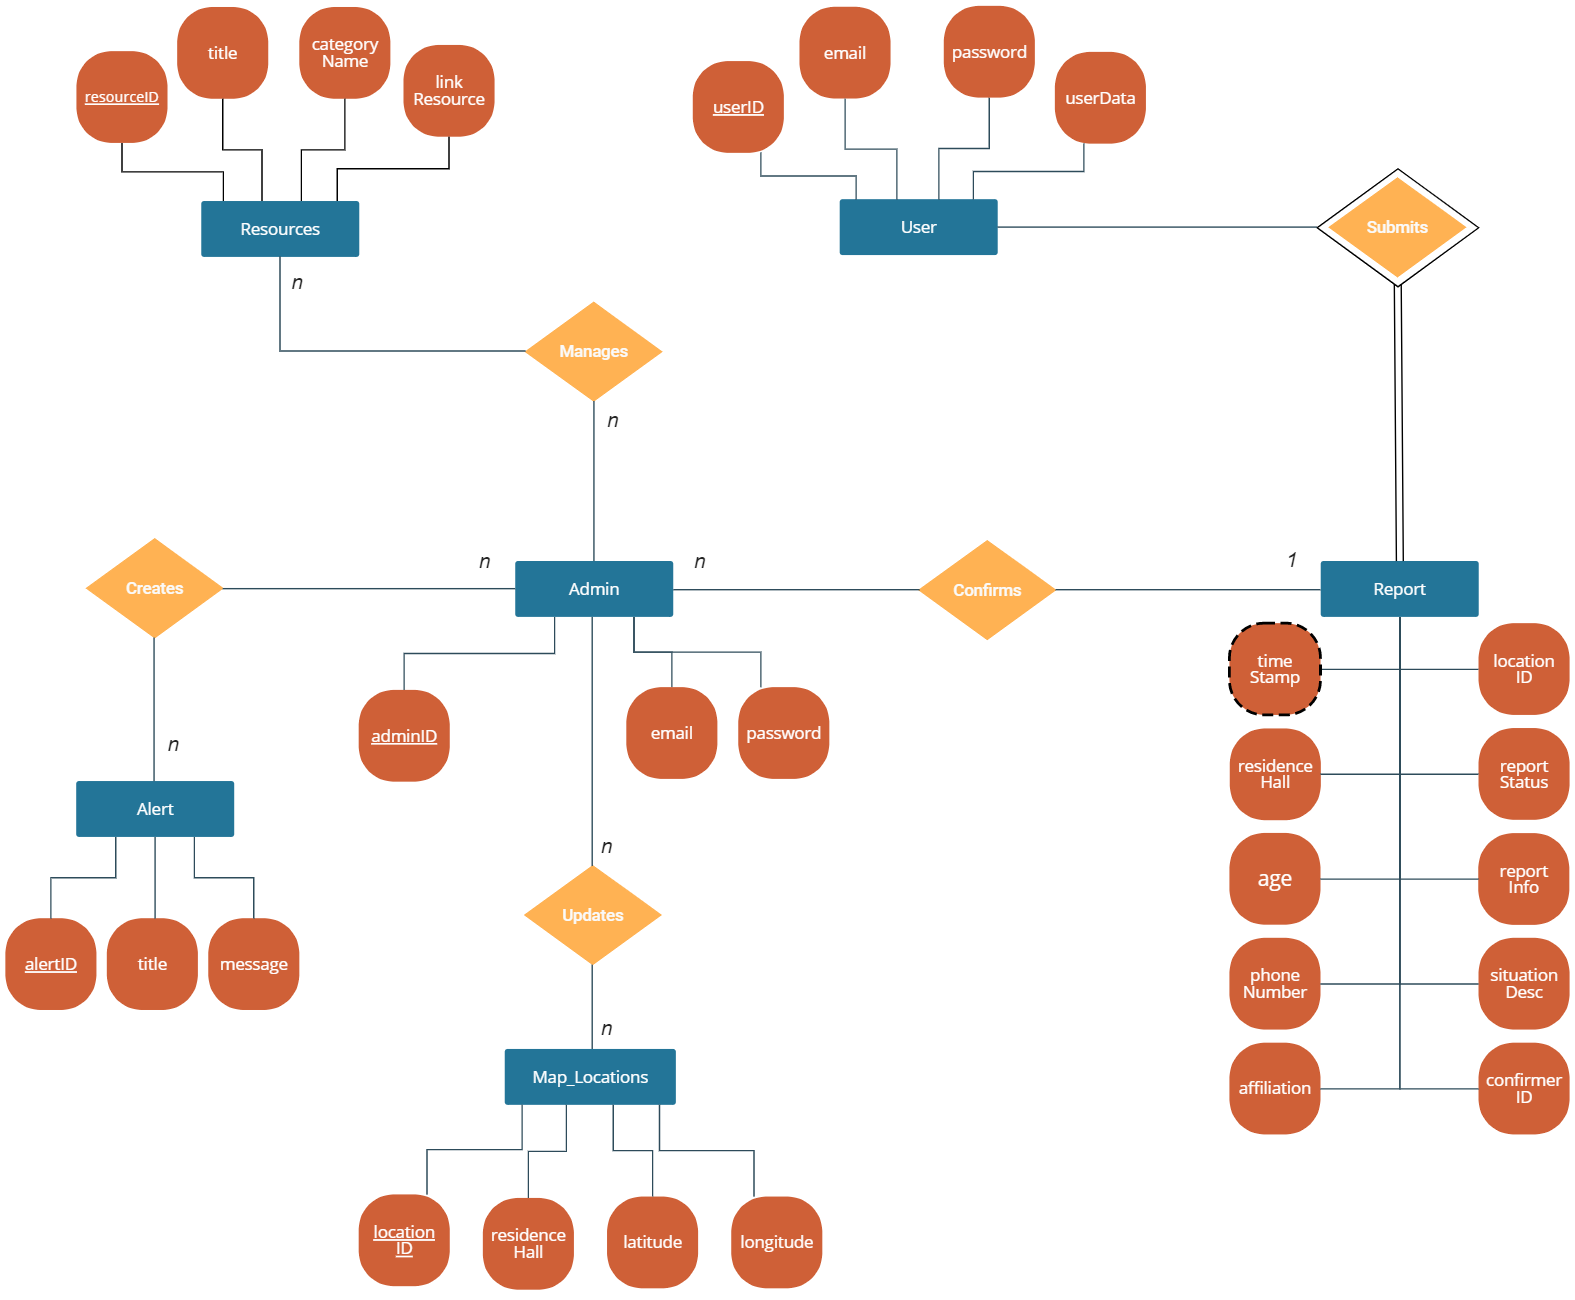 resourceID
title
category
Name
link
Resource
userID
email
password
userData
Resources
User
Submits
n
Manages
n
Creates
n
Admin
n
Confirms
1
Report
time
Stamp
location
ID
adminID
email
password
n
Alert
residence
Hall
report
Status
n
Updates
age
report
Info
alertID
title
message
phone
Number
situation
Desc
n
Map_Locations
affiliation
confirmer
ID
location
ID
residence
Hall
latitude
longitude